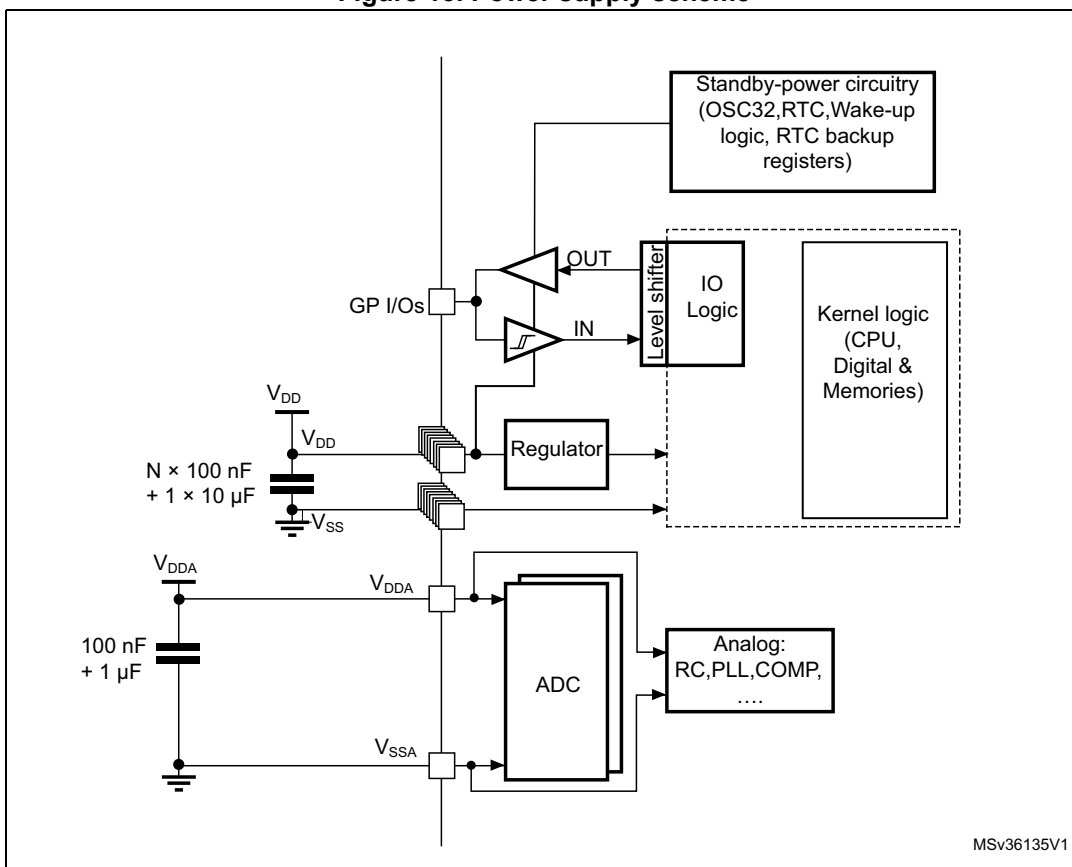 Standby-power circuitry
(OSC32,RTC,Wake-up
logic, RTC backup
registers)
OUT
GP I/Os
IN
Level shifter
IO
Logic
Kernel logic
(CPU,
Digital &
Memories)
VDD
VDD
Regulator
N × 100 nF
+ 1 × 10 µF
VSS
VDDA
VDDA
100 nF
+ 1 µF
ADC
Analog:
RC,PLL,COMP,
....
VSSA
MSv36135V1